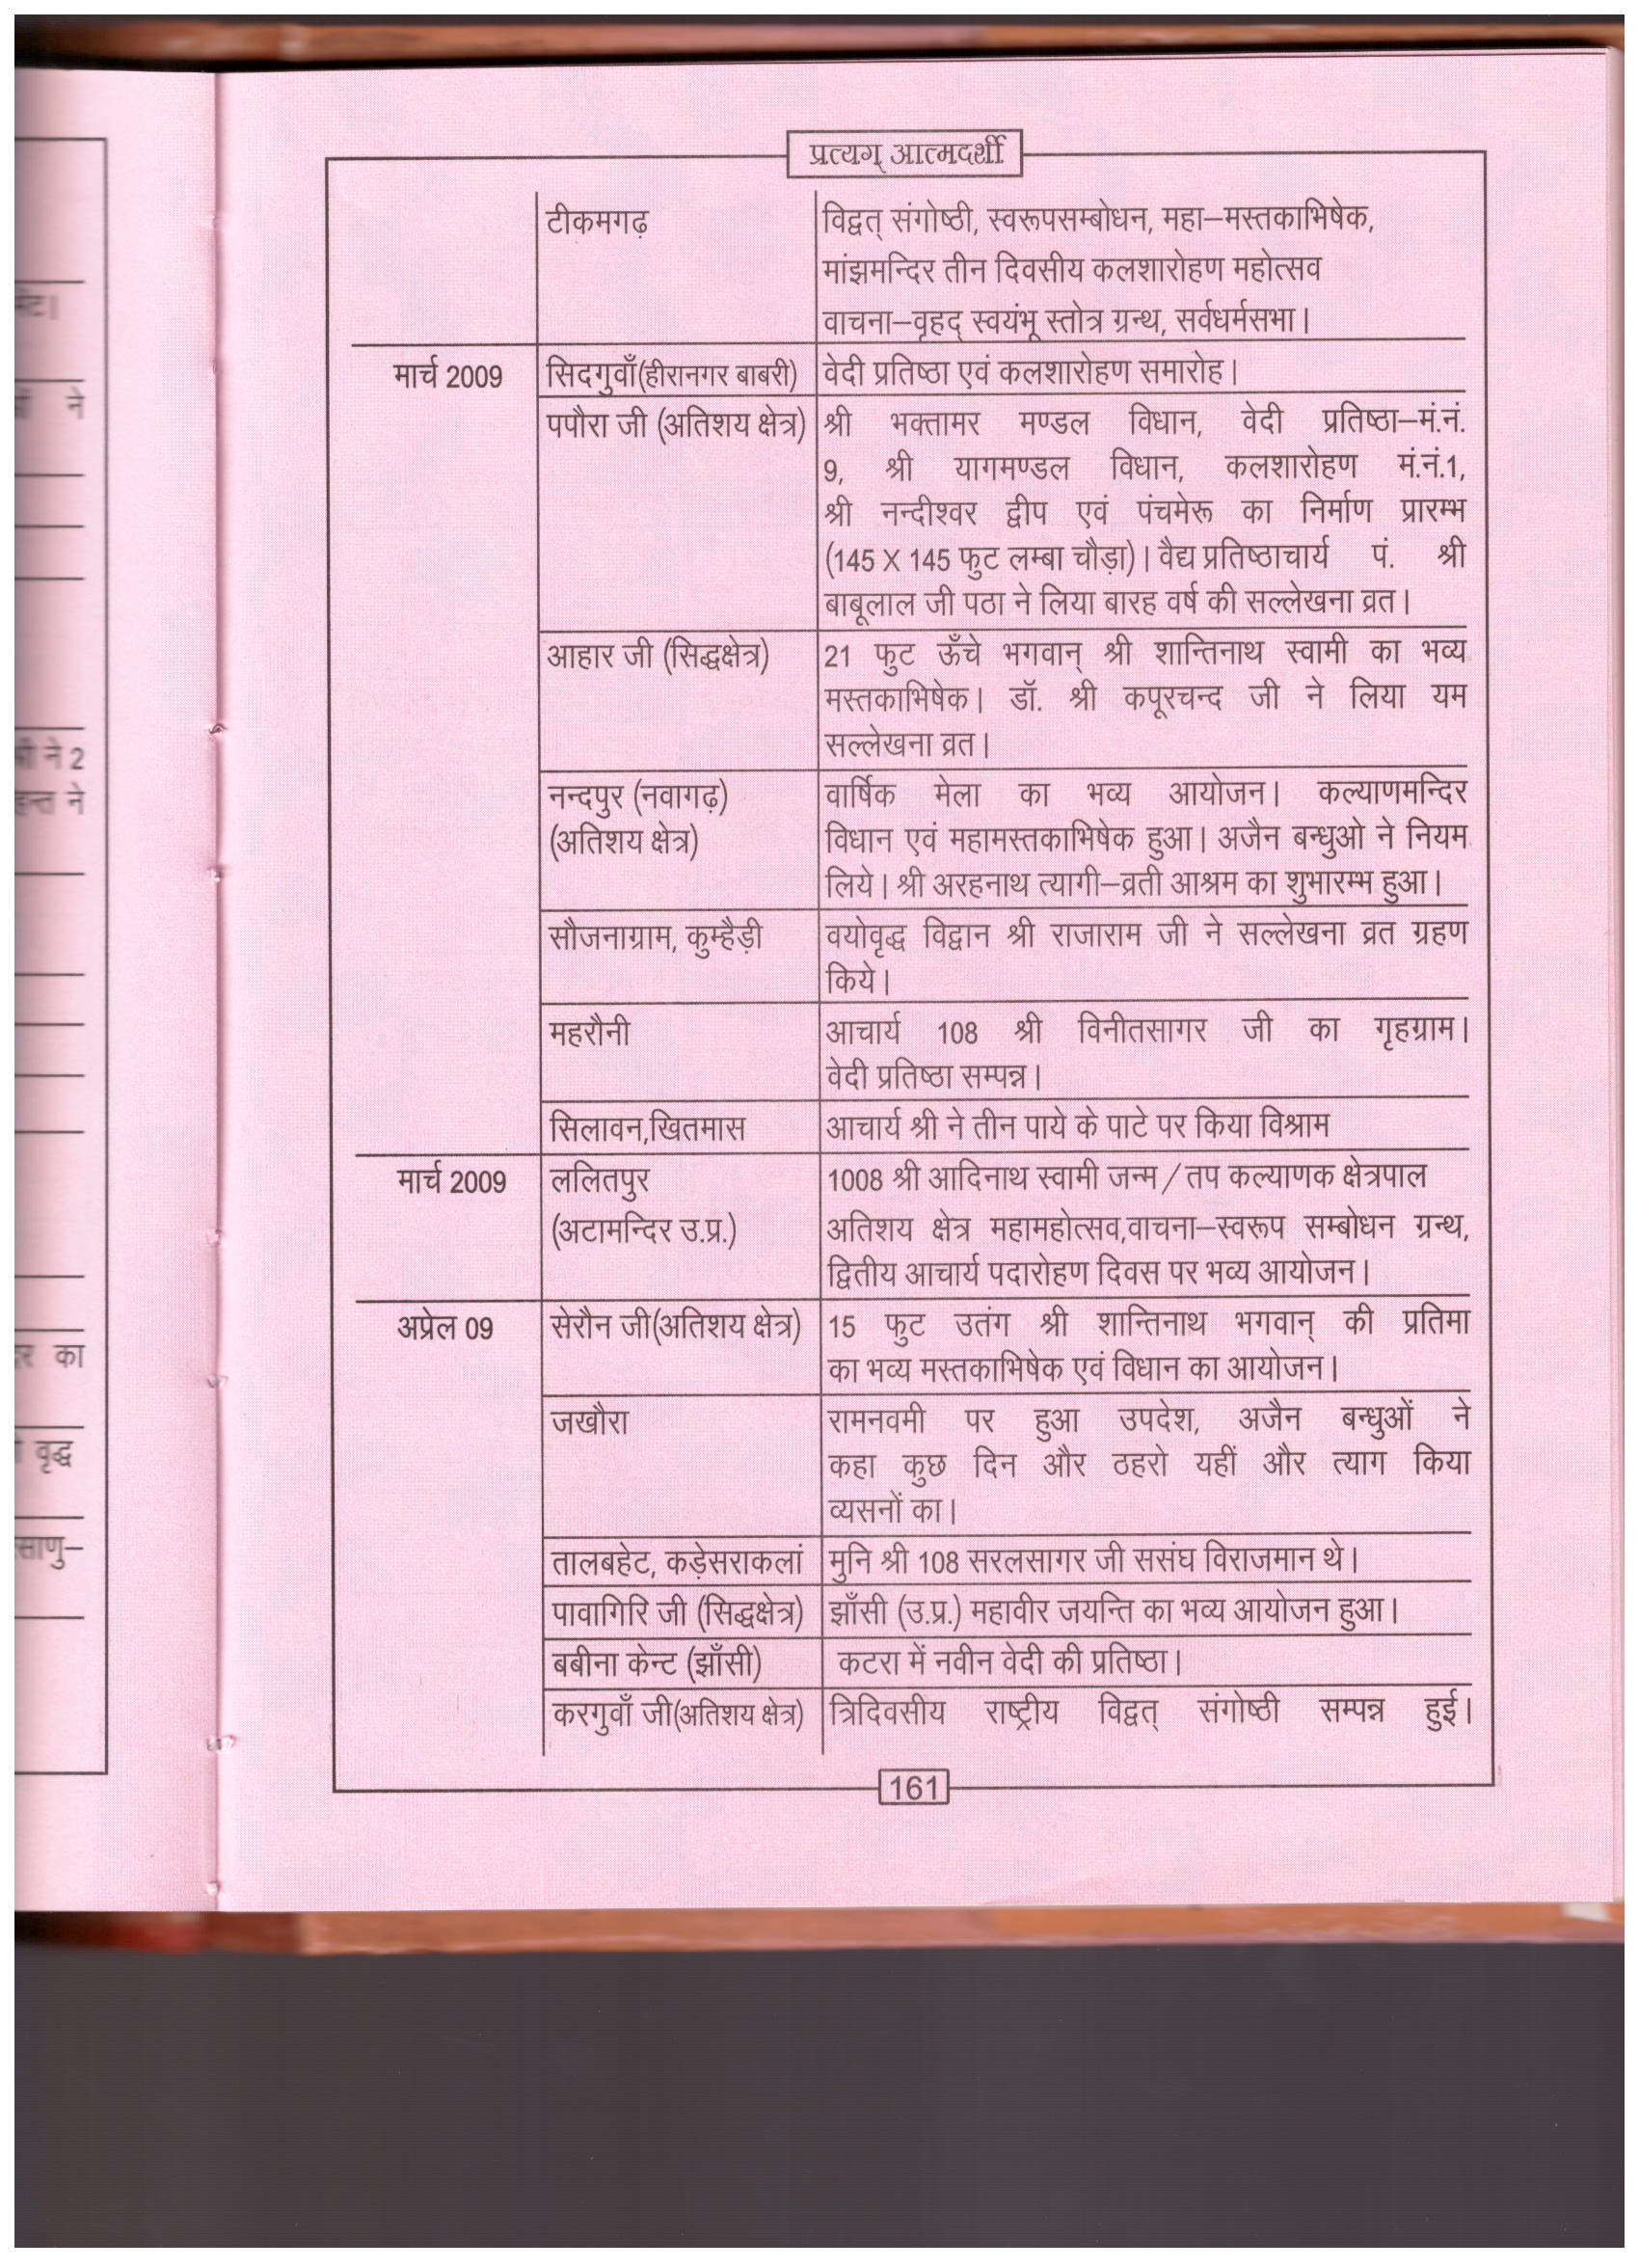 प्रत्यग् आत्मदर्शी
टीकमगढ़ विद्वत् संगोष्ठी, स्वरूपसम्बोधन, महा–मस्तकाभिषेक,
मांझमन्दिर तीन दिवसीय कलशारोहण महोत्सव
वाचना–वृहद् स्वयंभू स्तोत्र ग्रन्थ, सर्वधर्मसभा।
मार्च 2009 सिदगुवाँ(हीरानगर बाबरी) वेदी प्रतिष्ठा एवं कलशारोहण समारोह।
पपौरा जी (अतिशय क्षेत्र) श्री भक्तामर मण्डल विधान, वेदी प्रतिष्ठा–मं.नं.
9, श्री यागमण्डल विधान, कलशारोहण मं.नं.1,
श्री नन्दीश्वर द्वीप एवं पंचमेरू का निर्माण प्रारम्भ
(145 X 145 फुट लम्बा चौड़ा)। वैद्य प्रतिष्ठाचार्य पं. श्री
बाबूलाल जी पठा ने लिया बारह वर्ष की सल्लेखना व्रत।
आहार जी (सिद्धक्षेत्र) 21 फुट ऊँचे भगवान् श्री शान्तिनाथ स्वामी का भव्य
मस्तकाभिषेक। डॉ. श्री कपूरचन्द जी ने लिया यम
सल्लेखना व्रत।
नन्दपुर (नवागढ़) वार्षिक मेला का भव्य आयोजन। कल्याणमन्दिर
(अतिशय क्षेत्र) विधान एवं महामस्तकाभिषेक हुआ। अजैन बन्धुओ ने नियम
लिये। श्री अरहनाथ त्यागी–व्रती आश्रम का शुभारम्भ हुआ।
सौजनाग्राम, कुम्हैड़ी वयोवृद्ध विद्वान श्री राजाराम जी ने सल्लेखना व्रत ग्रहण
किये।
महरौनी आचार्य 108 श्री विनीतसागर जी का गृहग्राम।
वेदी प्रतिष्ठा सम्पन्न।
सिलावन,खितमास आचार्य श्री ने तीन पाये के पाटे पर किया विश्राम
मार्च 2009 ललितपुर 1008 श्री आदिनाथ स्वामी जन्म/तप कल्याणक क्षेत्रपाल
(अटामन्दिर उ.प्र.) अतिशय क्षेत्र महामहोत्सव,वाचना–स्वरूप सम्बोधन ग्रन्थ,
द्वितीय आचार्य पदारोहण दिवस पर भव्य आयोजन।
अप्रेल 09 सेरौन जी(अतिशय क्षेत्र) 15 फुट उतंग श्री शान्तिनाथ भगवान् की प्रतिमा
का भव्य मस्तकाभिषेक एवं विधान का आयोजन।
जखौरा रामनवमी पर हुआ उपदेश, अजैन बन्धुओं ने
कहा कुछ दिन और ठहरो यहीं और त्याग किया
व्यसनों का।
तालबहेट, कड़ेसराकलां मुनि श्री 108 सरलसागर जी ससंघ विराजमान थे।
पावागिरि जी (सिद्धक्षेत्र) झाँसी (उ.प्र.) महावीर जयन्ति का भव्य आयोजन हुआ।
बबीना केन्ट (झाँसी) कटरा में नवीन वेदी की प्रतिष्ठा।
करगुवाँ जी(अतिशय क्षेत्र) त्रिदिवसीय राष्ट्रीय विद्वत् संगोष्ठी सम्पन्न हुई।
161
ने
ने 2
ने
का
वृद्ध